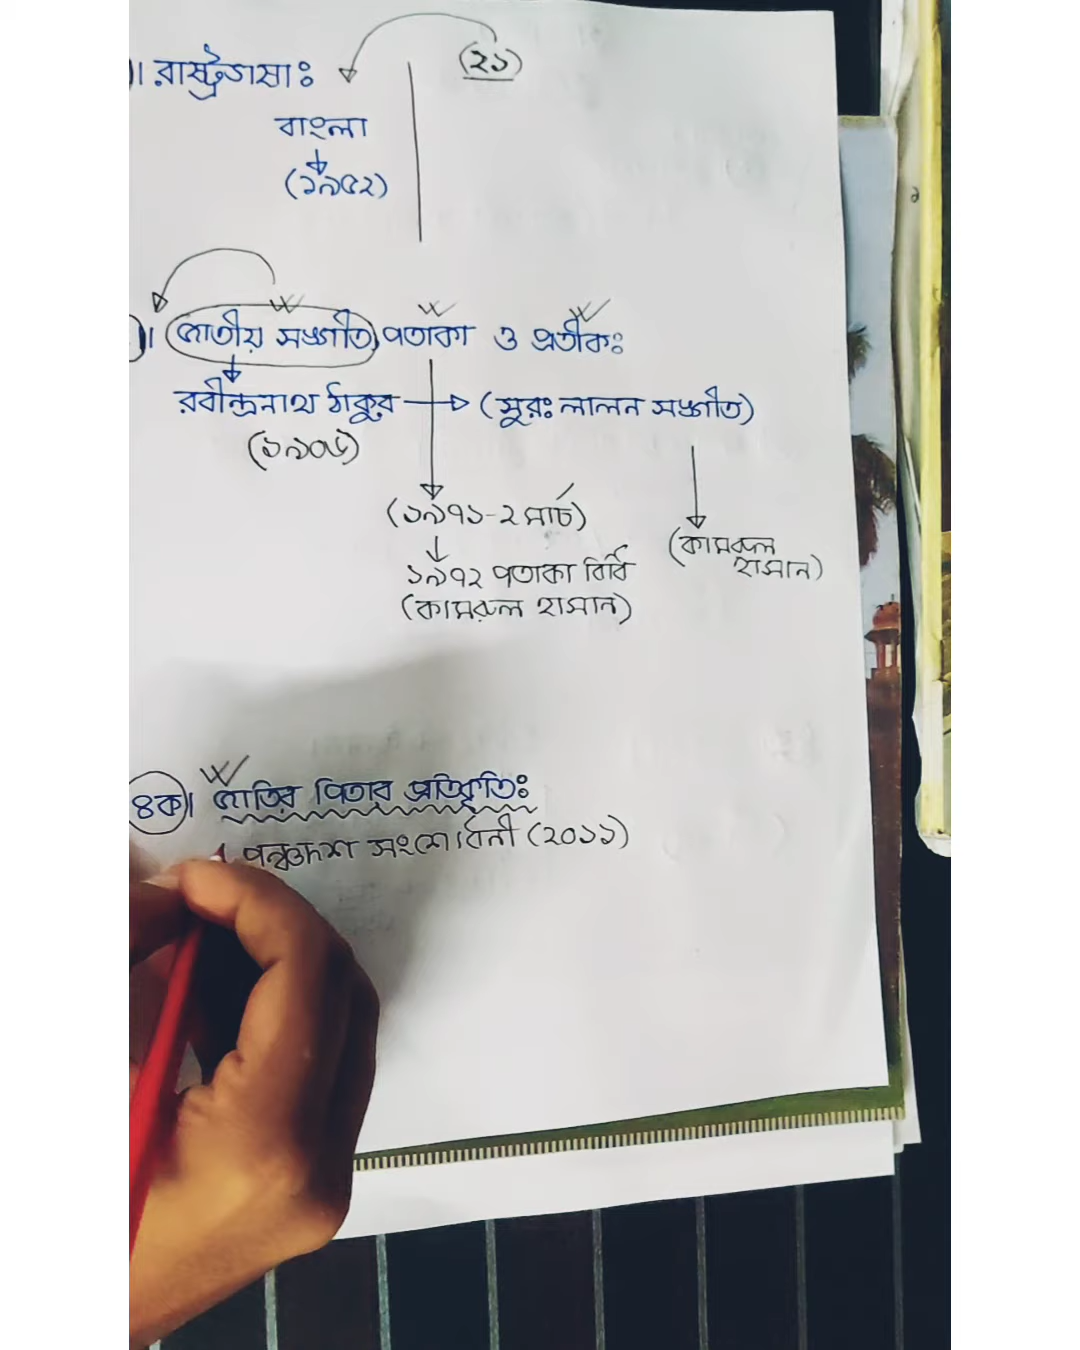 । রাষ্ট্রভাষাঃ
(২১)
বাংলা
(১৯৫২)
। জাতীয় সঙ্গীত, পতাকা ও প্রতীকঃ
রবীন্দ্রনাথ ঠাকুর (সুরঃ লালন সঙ্গীত)
(১৯০৫)
(১৯৭১-২ মার্চ)
১৯৭২ পতাকা বিধি
(কামরুল হাসান)
(কামরুল
হাসান)
৪ক। জাতির পিতার প্রতিকৃতিঃ
পঞ্চদশ সংশোধনী (২০১১)